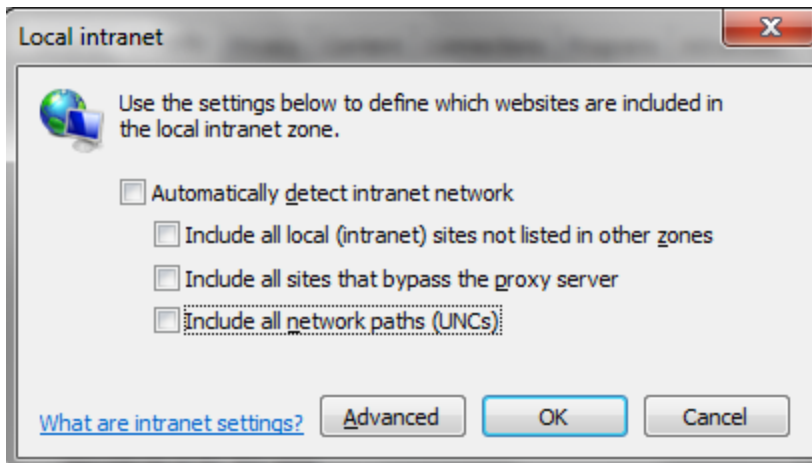 Local intranet
Use the settings below to define which websites are included in
the local intranet zone.
Automatically detect intranet network
Include all local (intranet) sites not listed in other zones
Include all sites that bypass the proxy server
Include all network paths (UNCs)
What are intranet settings?
Advanced
OK
Cancel